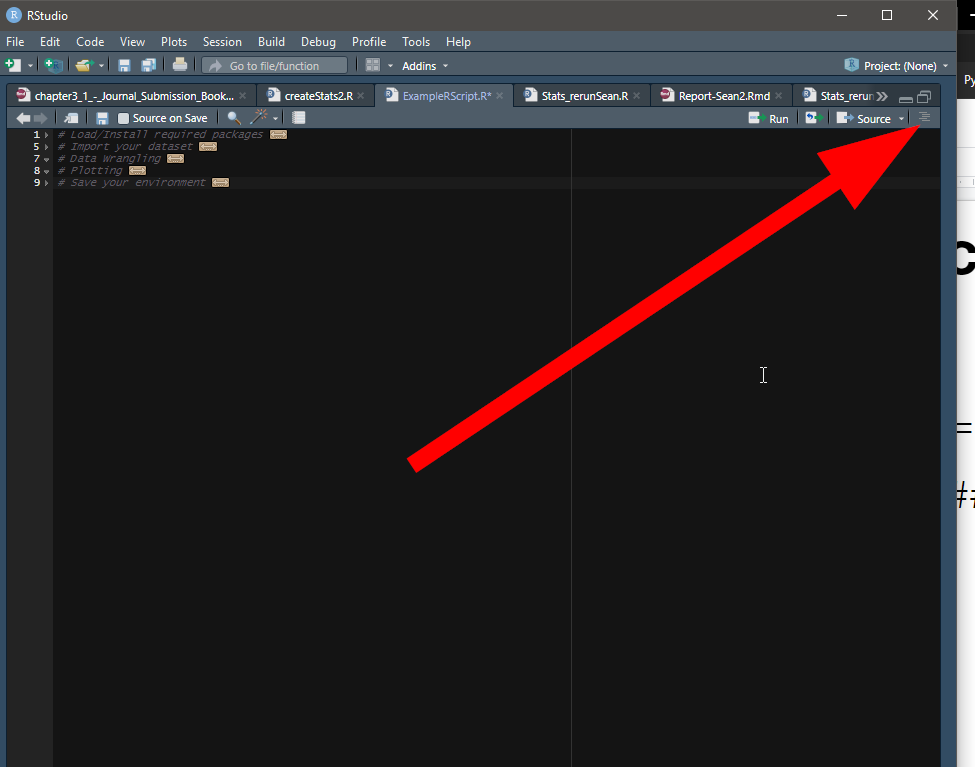 RStudio
File Edit Code View Plots Session Build Debug Profile Tools Help
Go to file/function Addins Project: (None)
chapter3_1_-_Journal_Submission_Book... createStats2.R ExampleRScript.R* Stats_rerunSean.R Report-Sean2.Rmd Stats_rerun
Source on Save Run Source
1 # Load/Install required packages
5 # Import your dataset
7 # Data Wrangling
8 # Plotting
9 # Save your environment
Py
c
=
##